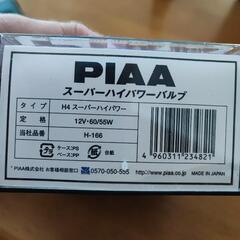 PIAA
スーパーハイパワーバルブ
タイプ H4 スーパーハイパワー
定格 12V・60/55W
当社品番 H-166
ケース:PS
ベース:PP
紙
台紙
4 960311 234821
PIAA株式会社 お客様相談窓口 0570-050-555 http://www.piaa.co.jp MADE IN JAPAN